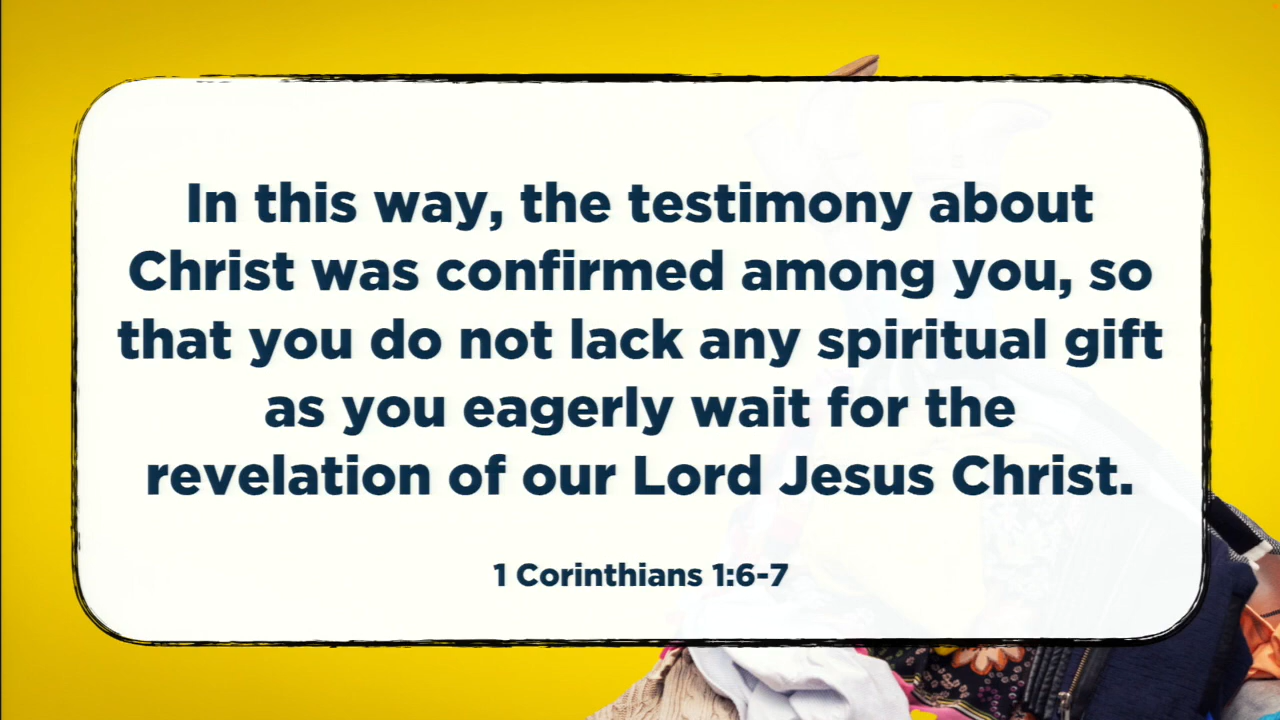 In this way, the testimony about
Christ was confirmed among you, so
that you do not lack any spiritual gift
as you eagerly wait for the
revelation of our Lord Jesus Christ.
1 Corinthians 1:6-7